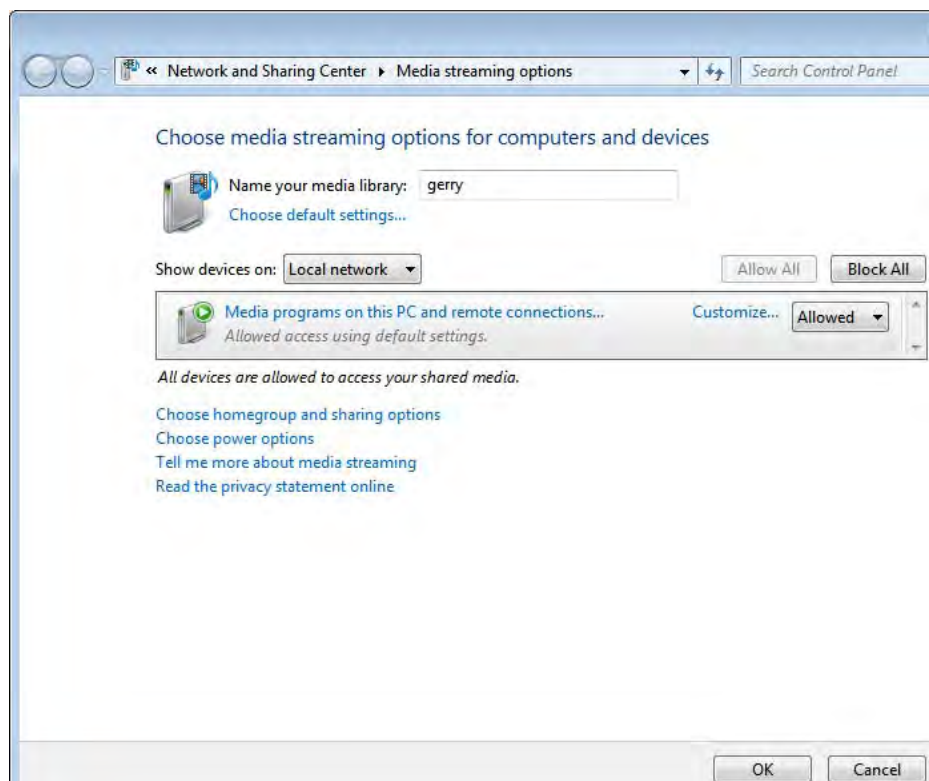 « Network and Sharing Center ▸ Media streaming options Search Control Panel
Choose media streaming options for computers and devices
Name your media library: gerry
Choose default settings...
Show devices on: Local network Allow All Block All
Media programs on this PC and remote connections... Customize... Allowed
Allowed access using default settings.
All devices are allowed to access your shared media.
Choose homegroup and sharing options
Choose power options
Tell me more about media streaming
Read the privacy statement online
OK Cancel